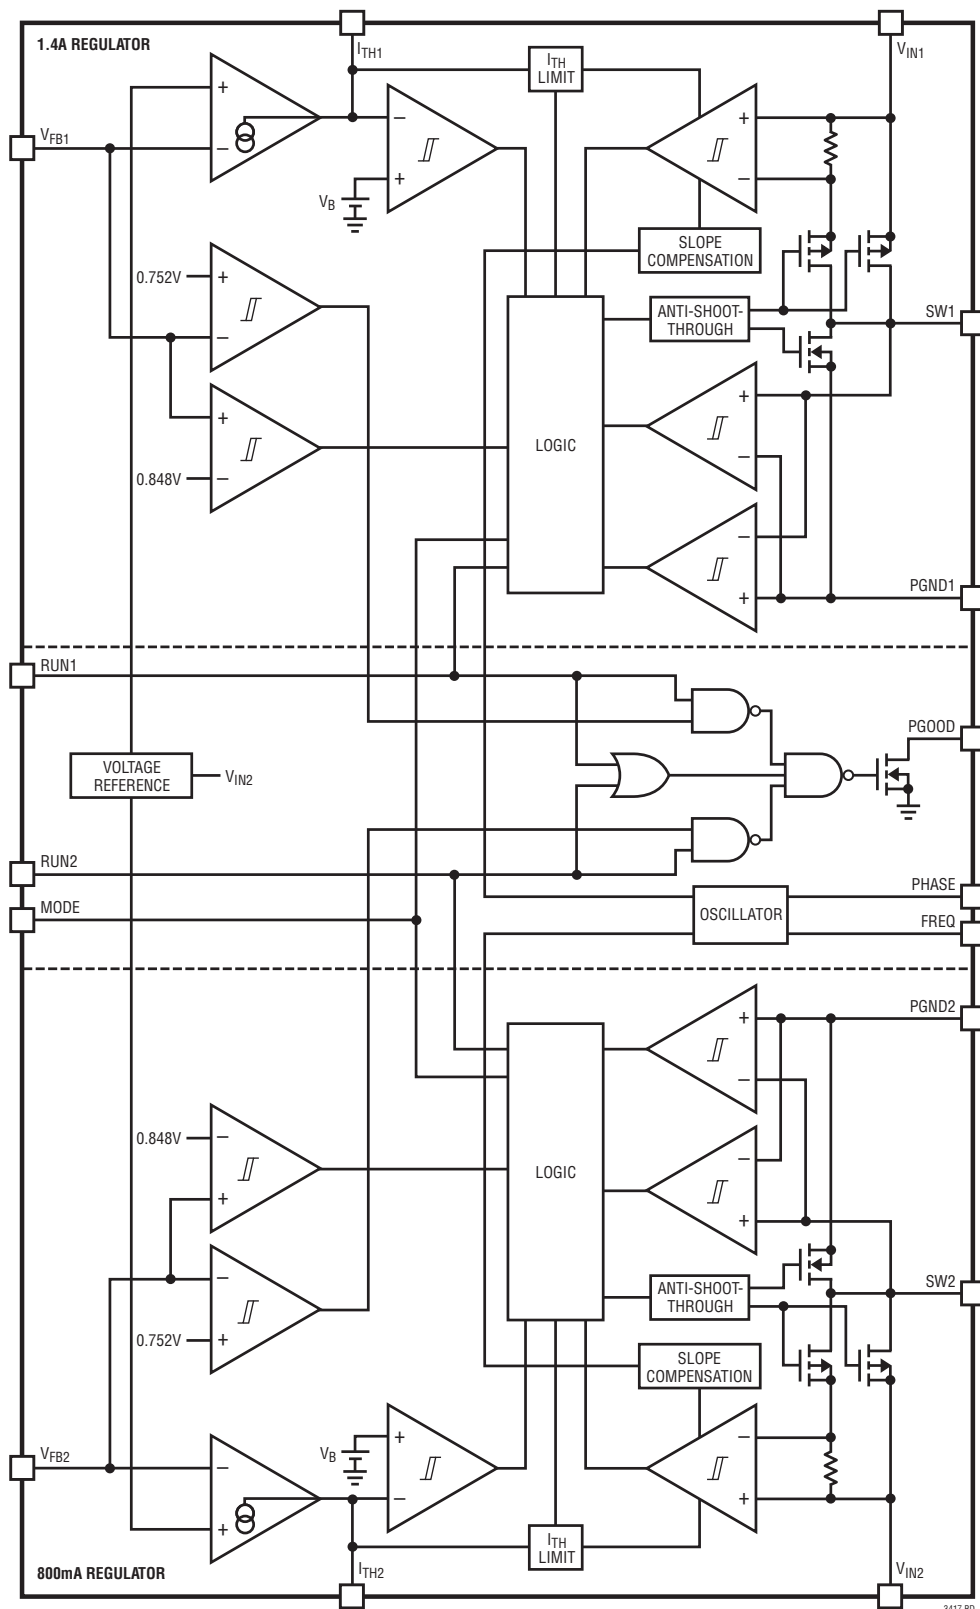 1.4A REGULATOR
ITH1
VIN1
ITH
LIMIT
+
−
+
VFB1
−
−
+
VB
SLOPE
COMPENSATION
0.752V
+
−
ANTI-SHOOT-
THROUGH
SW1
+
+
0.848V
−
LOGIC
−
−
+
PGND1
RUN1
PGOOD
VOLTAGE
REFERENCE
VIN2
RUN2
PHASE
MODE
OSCILLATOR
FREQ
PGND2
+
−
0.848V
−
LOGIC
−
+
+
−
ANTI-SHOOT-
THROUGH
SW2
0.752V
+
SLOPE
COMPENSATION
VB
+
−
VFB2
−
−
+
+
ITH
LIMIT
800mA REGULATOR
ITH2
VIN2
3417 BD